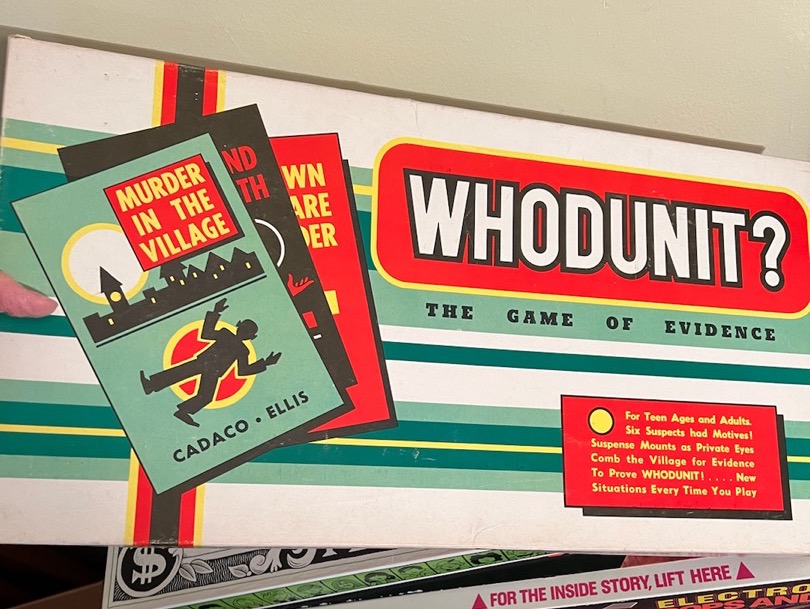 MURDER
IN THE
VILLAGE
CADACO • ELLIS
WHODUNIT?
THE GAME OF EVIDENCE
For Teen Ages and Adults.
Six Suspects had Motives!
Suspense Mounts as Private Eyes
Comb the Village for Evidence
To Prove WHODUNIT! .... New
Situations Every Time You Play
$
▲ FOR THE INSIDE STORY, LIFT HERE ▲